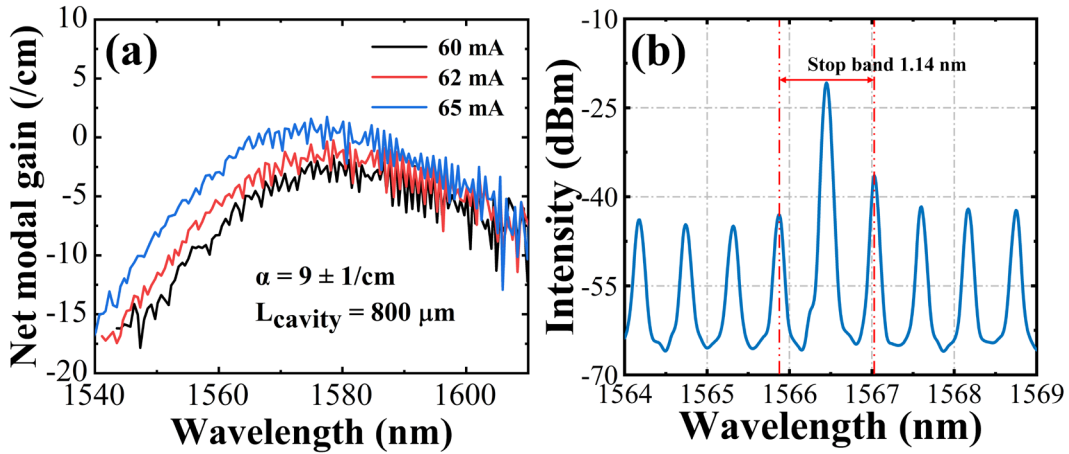 (a)
60 mA
62 mA
65 mA
α = 9 ± 1/cm
Lcavity = 800 μm
Net modal gain (/cm)
10
5
0
-5
-10
-15
-20
1540
1560
1580
1600
Wavelength (nm)
(b)
Stop band 1.14 nm
Intensity (dBm)
-10
-25
-40
-55
-70
1564
1565
1566
1567
1568
1569
Wavelength (nm)